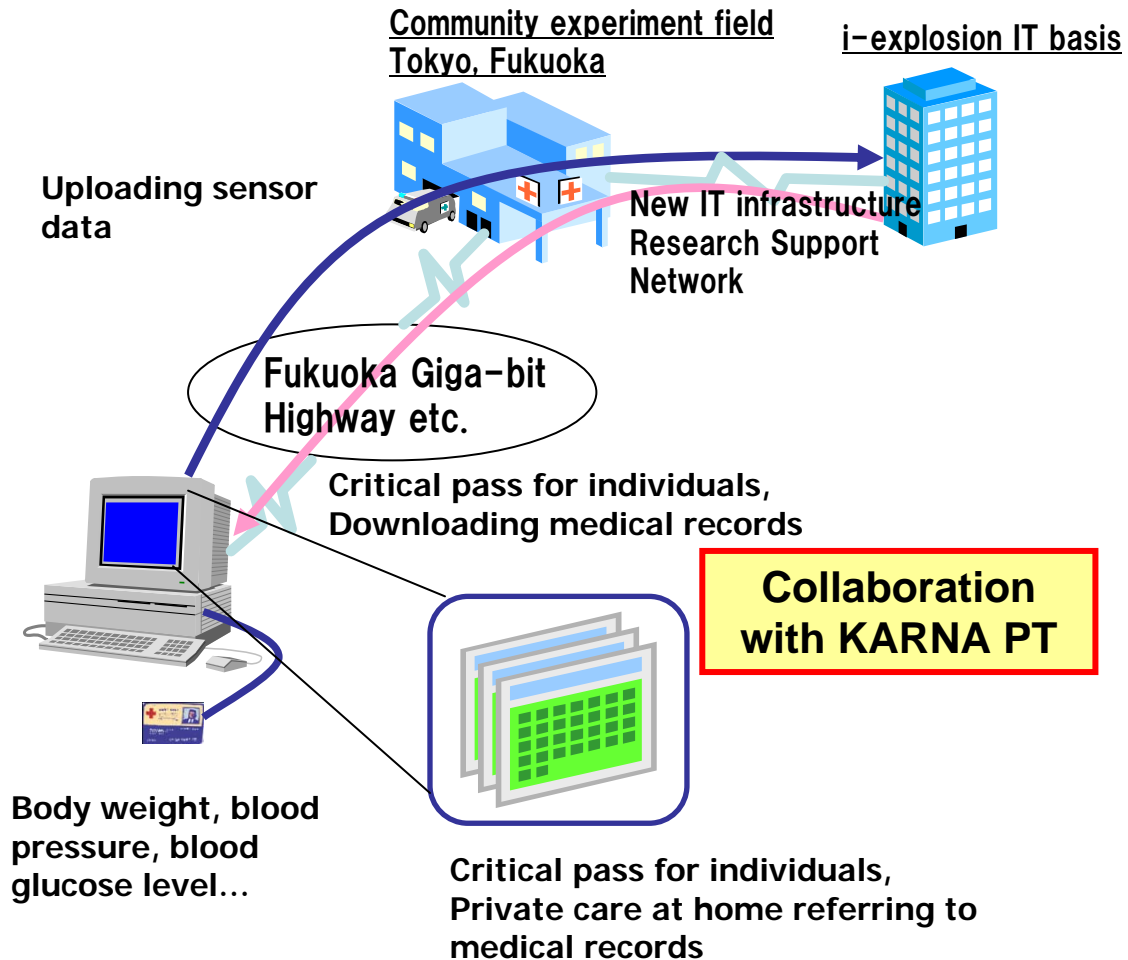 Community experiment field
Tokyo, Fukuoka
i-explosion IT basis
Uploading sensor
data
New IT infrastructure
Research Support
Network
Fukuoka Giga-bit
Highway etc.
Critical pass for individuals,
Downloading medical records
Collaboration
with KARNA PT
Body weight, blood
pressure, blood
glucose level...
Critical pass for individuals,
Private care at home referring to
medical records